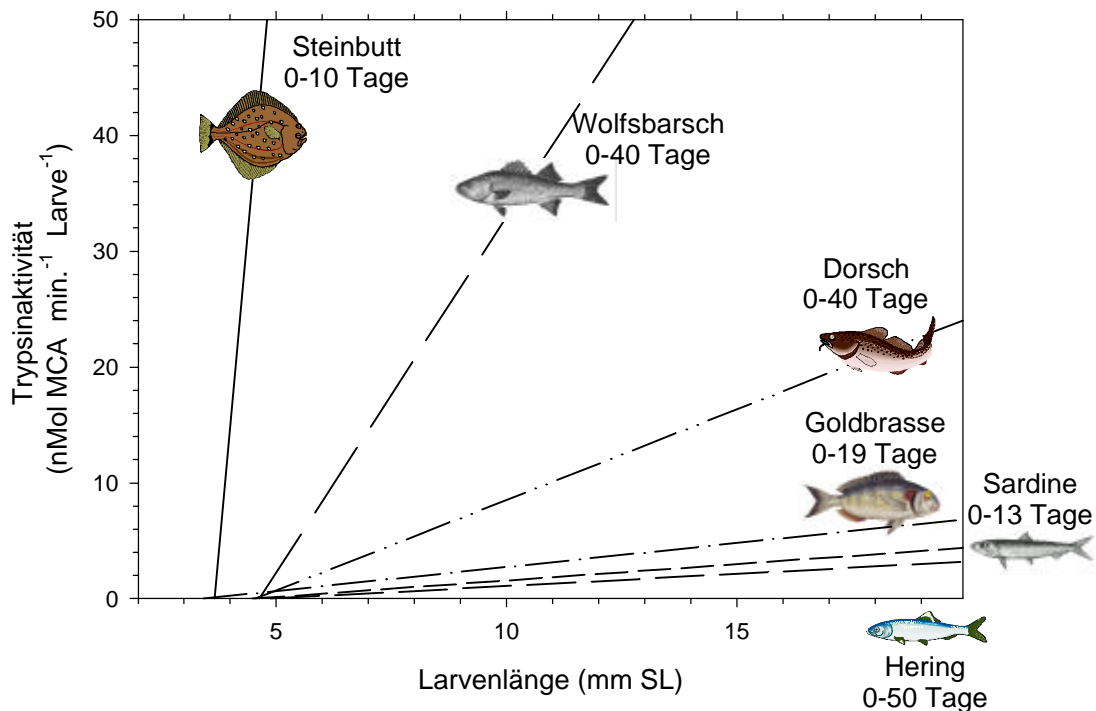 50
40
30
20
10
0
5
10
15
Trypsinaktivität
(nMol MCA min.⁻¹ Larve⁻¹)
Steinbutt
0-10 Tage
Wolfsbarsch
0-40 Tage
Dorsch
0-40 Tage
Goldbrasse
0-19 Tage
Sardine
0-13 Tage
Larvenlänge (mm SL)
Hering
0-50 Tage